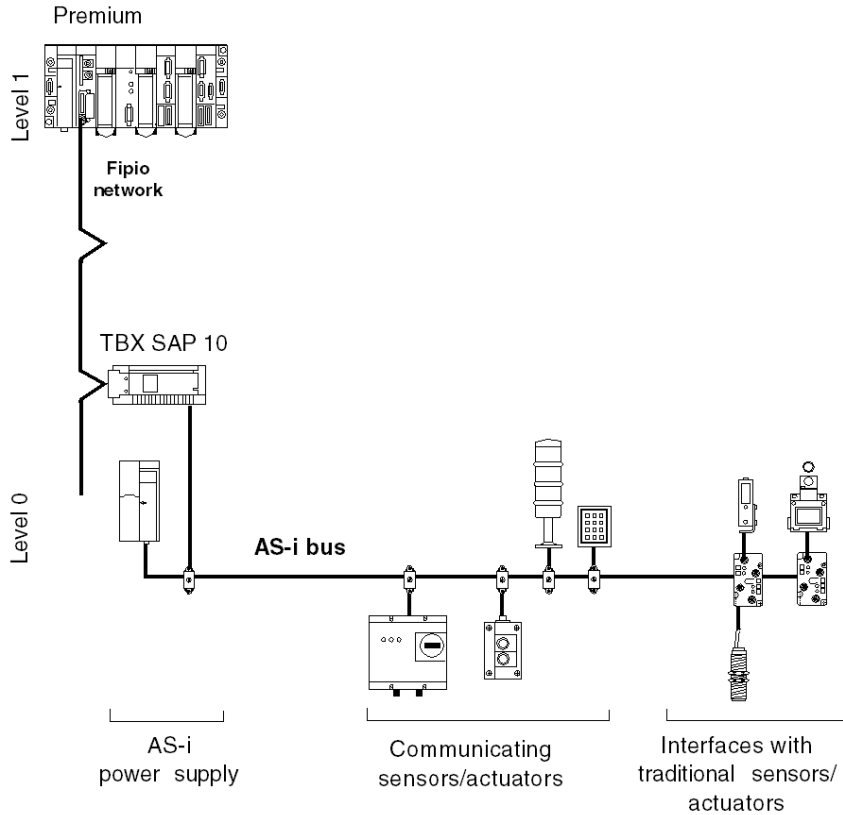 Premium
Level 1
Fipio
network
TBX SAP 10
Level 0
AS-i bus
AS-i
power supply
Communicating
sensors/actuators
Interfaces with
traditional sensors/
actuators